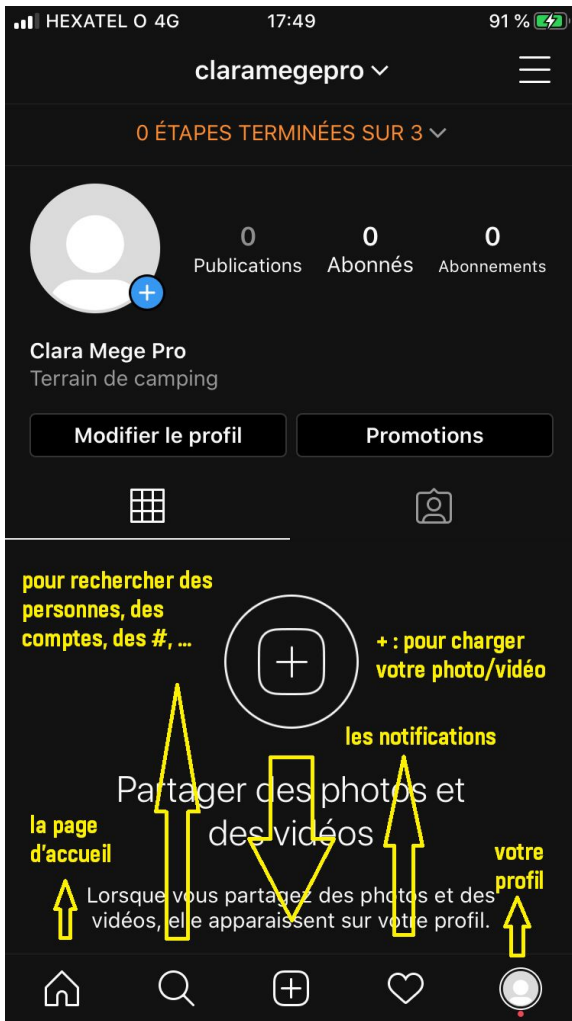 HEXATEL O 4G 17:49 91 %
claramegepro
0 ÉTAPES TERMINÉES SUR 3
0 0 0
Publications Abonnés Abonnements
Clara Mege Pro
Terrain de camping
Modifier le profil Promotions
pour rechercher des
personnes, des
comptes, des #, ...
+ : pour charger
votre photo/vidéo
les notifications
Partager des photos et
des vidéos
la page
d'accueil
votre
profil
Lorsque vous partagez des photos et des
vidéos, elle apparaissent sur votre profil.